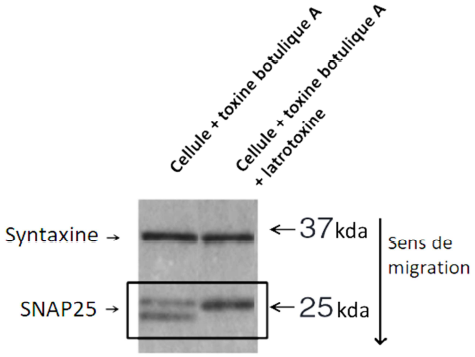 Cellule + toxine botulique A
Cellule + toxine botulique A
+ latrotoxine
Syntaxine →
← 37 kda
Sens de
migration
SNAP25 →
← 25 kda